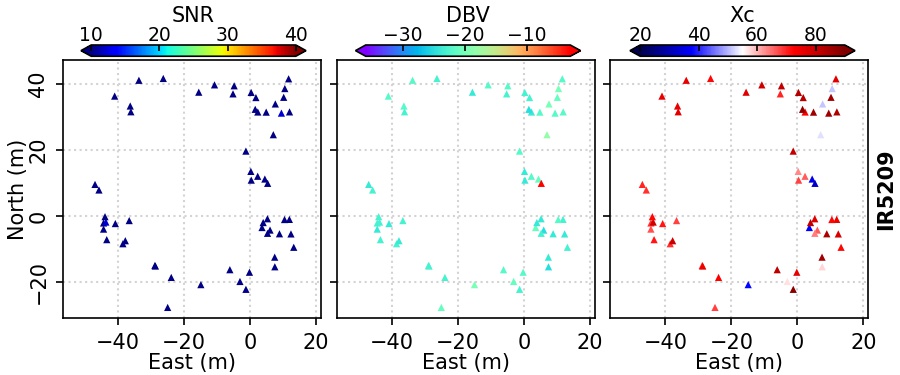 SNR DBV Xc
10 20 30 40 −30 −20 −10 20 40 60 80
North (m)
40
20
0
−20
−40 −20 0 20 −40 −20 0 20 −40 −20 0 20
East (m) East (m) East (m)
IR5209